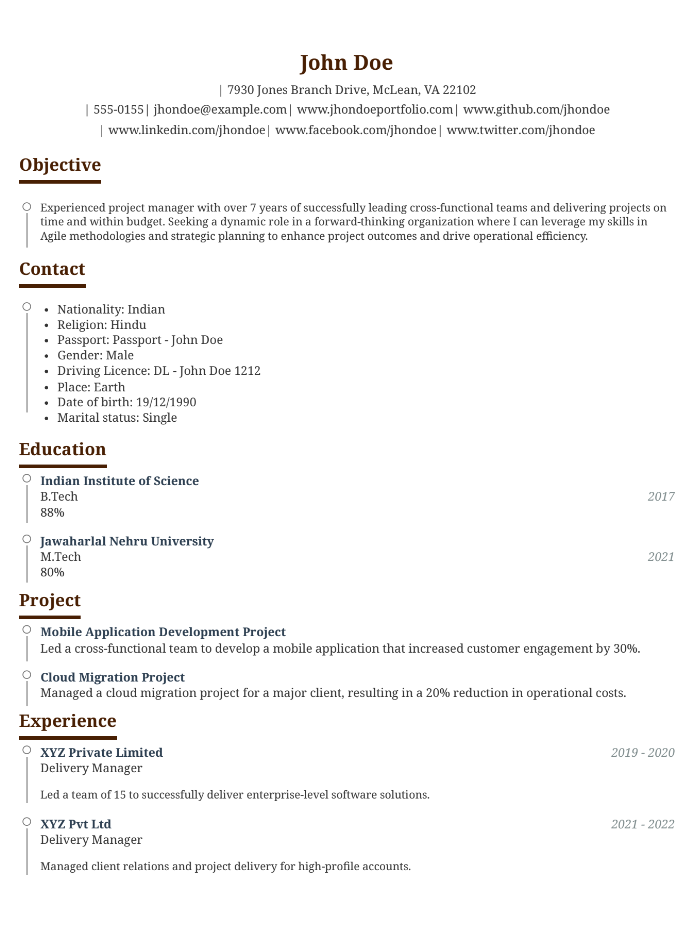 John Doe
| 7930 Jones Branch Drive, McLean, VA 22102
| 555-0155| jhondoe@example.com| www.jhondoeportfolio.com| www.github.com/jhondoe
| www.linkedin.com/jhondoe| www.facebook.com/jhondoe| www.twitter.com/jhondoe
Objective
Experienced project manager with over 7 years of successfully leading cross-functional teams and delivering projects on
time and within budget. Seeking a dynamic role in a forward-thinking organization where I can leverage my skills in
Agile methodologies and strategic planning to enhance project outcomes and drive operational efficiency.
Contact
• Nationality: Indian
• Religion: Hindu
• Passport: Passport - John Doe
• Gender: Male
• Driving Licence: DL - John Doe 1212
• Place: Earth
• Date of birth: 19/12/1990
• Marital status: Single
Education
Indian Institute of Science
B.Tech 2017
88%
Jawaharlal Nehru University
M.Tech 2021
80%
Project
Mobile Application Development Project
Led a cross-functional team to develop a mobile application that increased customer engagement by 30%.
Cloud Migration Project
Managed a cloud migration project for a major client, resulting in a 20% reduction in operational costs.
Experience
XYZ Private Limited 2019 - 2020
Delivery Manager
Led a team of 15 to successfully deliver enterprise-level software solutions.
XYZ Pvt Ltd 2021 - 2022
Delivery Manager
Managed client relations and project delivery for high-profile accounts.